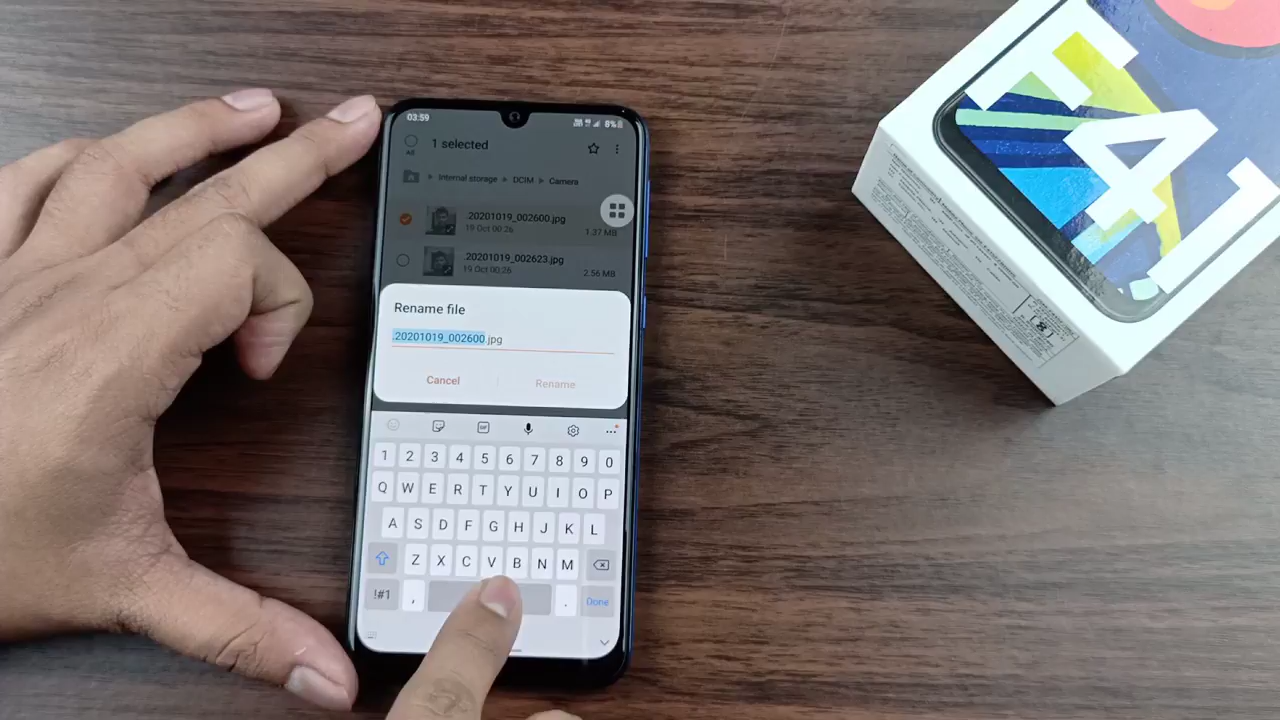 03:59
8%
1 selected
All
Internal storage
DCIM
Camera
.20201019_002600.jpg
19 Oct 00:26
1.37 MB
.20201019_002623.jpg
19 Oct 00:26
2.56 MB
Rename file
.20201019_002600.jpg
Cancel
Rename
GIF
1 2 3 4 5 6 7 8 9 0
Q W E R T Y U I O P
A S D F G H J K L
Z X C V B N M
!#1 , . Done
F41